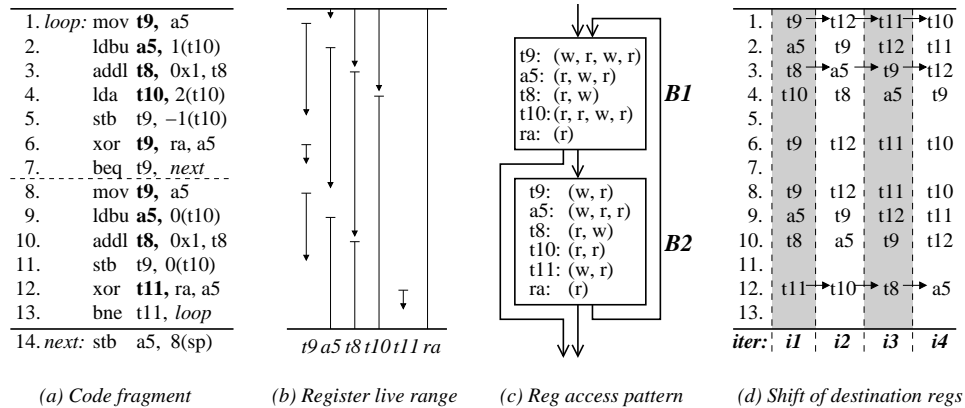 1. loop: mov t9, a5
2. ldbu a5, 1(t10)
3. addl t8, 0x1, t8
4. lda t10, 2(t10)
5. stb t9, −1(t10)
6. xor t9, ra, a5
7. beq t9, next
8. mov t9, a5
9. ldbu a5, 0(t10)
10. addl t8, 0x1, t8
11. stb t9, 0(t10)
12. xor t11, ra, a5
13. bne t11, loop
14. next: stb a5, 8(sp)
(a) Code fragment
t9 a5 t8 t10 t11 ra
(b) Register live range
t9: (w, r, w, r)
a5: (r, w, r)
t8: (r, w)
t10: (r, r, w, r)
ra: (r)
B1
t9: (w, r)
a5: (w, r, r)
t8: (r, w)
t10: (r, r)
t11: (w, r)
ra: (r)
B2
(c) Reg access pattern
1. t9 t12 t11 t10
2. a5 t9 t12 t11
3. t8 a5 t9 t12
4. t10 t8 a5 t9
5.
6. t9 t12 t11 t10
7.
8. t9 t12 t11 t10
9. a5 t9 t12 t11
10. t8 a5 t9 t12
11.
12. t11 t10 t8 a5
13.
iter: i1 i2 i3 i4
(d) Shift of destination regs